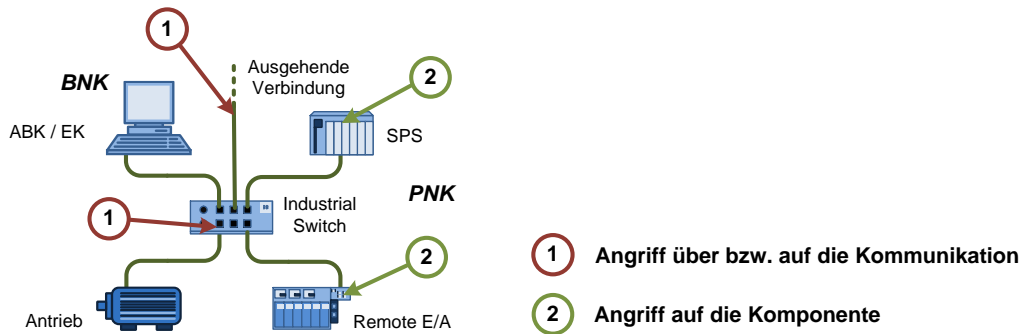 1
Ausgehende
Verbindung
2
BNK
ABK / EK
SPS
PNK
1
Industrial
Switch
2
Antrieb
Remote E/A
1 Angriff über bzw. auf die Kommunikation
2 Angriff auf die Komponente